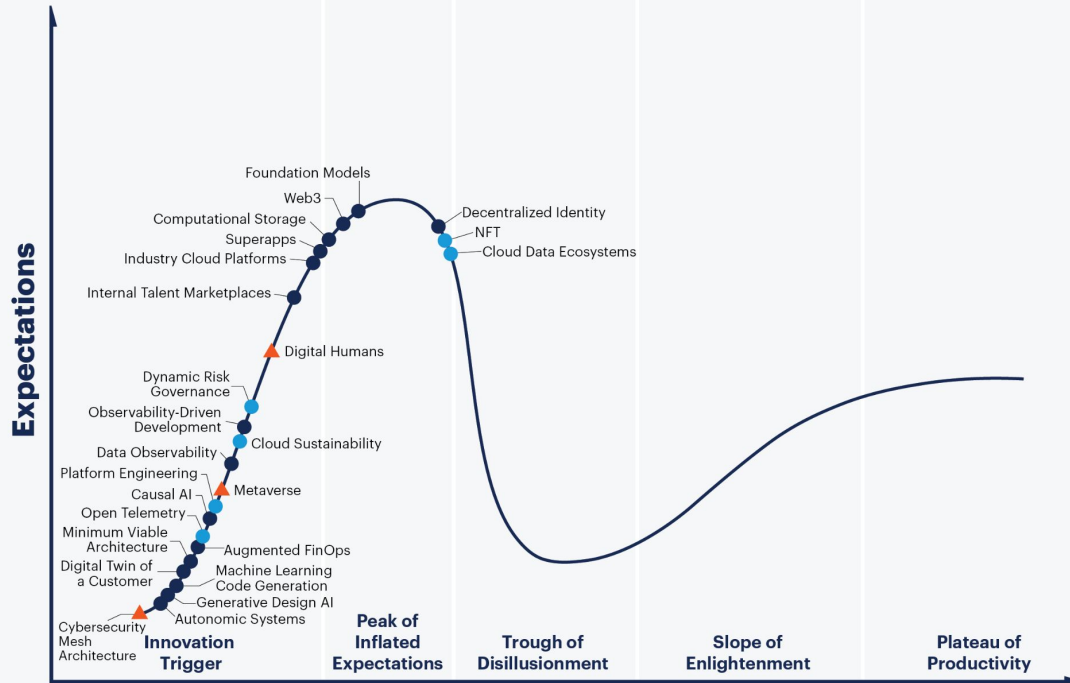 Foundation Models
Web3
Computational Storage
Superapps
Industry Cloud Platforms
Internal Talent Marketplaces
Decentralized Identity
NFT
Cloud Data Ecosystems
Digital Humans
Dynamic Risk
Governance
Observability-Driven
Development
Cloud Sustainability
Data Observability
Platform Engineering
Metaverse
Causal AI
Open Telemetry
Minimum Viable
Architecture
Augmented FinOps
Digital Twin of
a Customer
Machine Learning
Code Generation
Generative Design AI
Autonomic Systems
Cybersecurity
Mesh
Architecture
Expectations
Innovation
Trigger
Peak of
Inflated
Expectations
Trough of
Disillusionment
Slope of
Enlightenment
Plateau of
Productivity